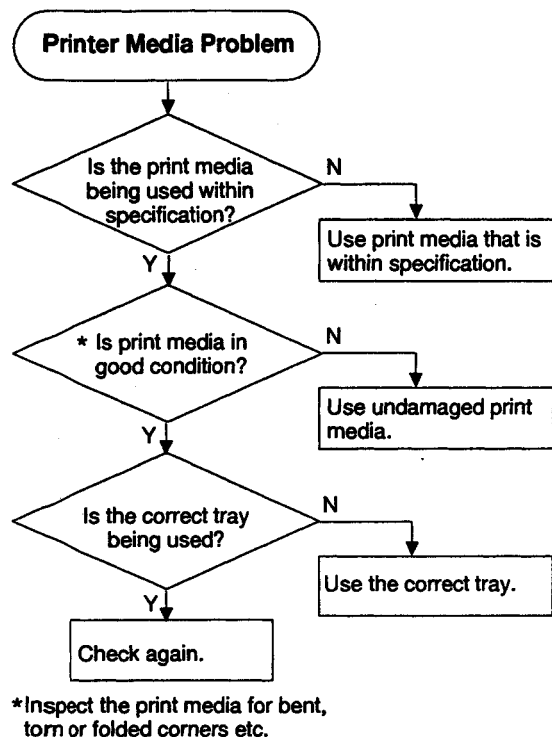 Printer Media Problem
Is the print media
being used within
specification?
N
Use print media that is
within specification.
Y
* Is print media in
good condition?
N
Use undamaged print
media.
Y
Is the correct tray
being used?
N
Use the correct tray.
Y
Check again.
*Inspect the print media for bent,
torn or folded corners etc.